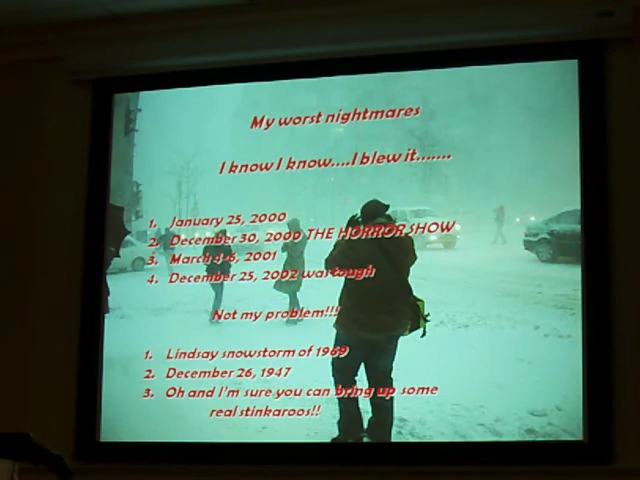 My worst nightmares
I know I know....I blew it.......
1. January 25, 2000
2. December 30, 2000 THE HORROR SHOW
3. March 4-6, 2001
4. December 25, 2002 was tough
Not my problem!!!
1. Lindsay snowstorm of 1969
2. December 26, 1947
3. Oh and I'm sure you can bring up some
real stinkaroos!!